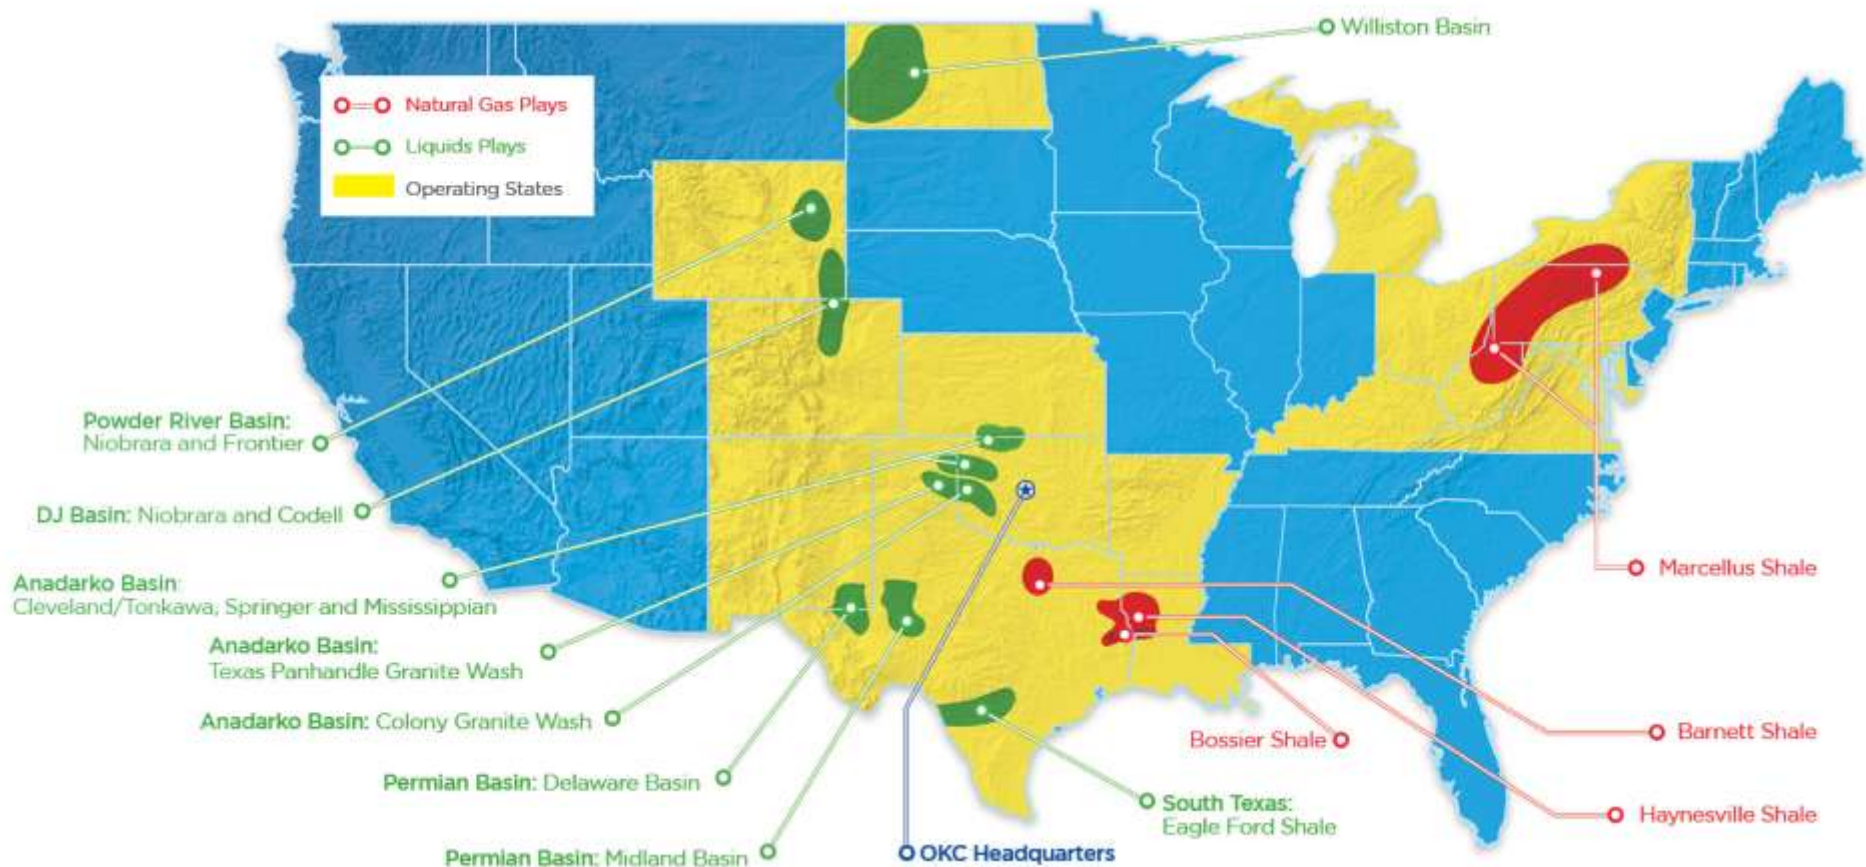 Williston Basin
Natural Gas Plays
Liquids Plays
Operating States
Powder River Basin:
Niobrara and Frontier
DJ Basin: Niobrara and Codell
Anadarko Basin:
Cleveland/Tonkawa, Springer and Mississippian
Anadarko Basin:
Texas Panhandle Granite Wash
Anadarko Basin: Colony Granite Wash
Permian Basin: Delaware Basin
Permian Basin: Midland Basin
OKC Headquarters
South Texas:
Eagle Ford Shale
Bossier Shale
Marcellus Shale
Barnett Shale
Haynesville Shale